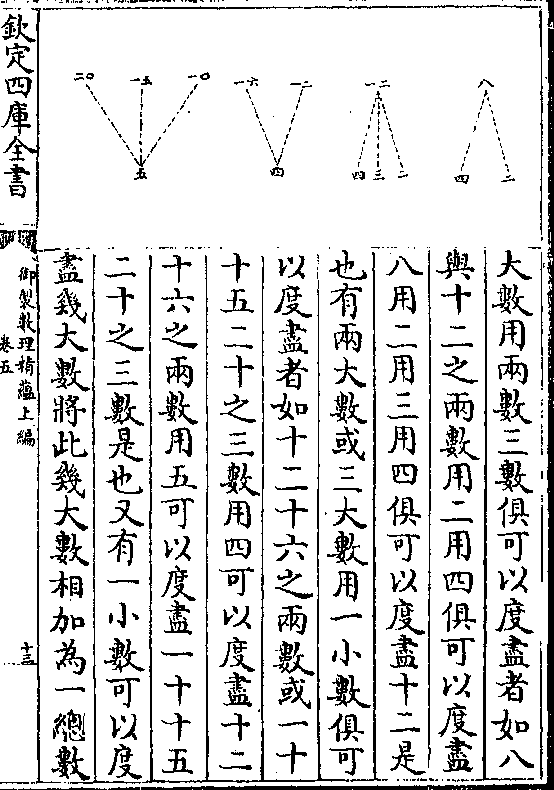 八
二 四
一二
二 三 四
一二 一六
四
一〇 一五 二〇
五
大數用兩數三數俱可以度盡者如八
與十二之兩數用二用四俱可以度盡
八用二用三用四俱可以度盡十二是
也有兩大數或三大數用一小數俱可
以度盡者如十二十六之兩數或一十
十五二十之三數用四可以度盡十二
十六之兩數用五可以度盡一十十五
二十之三數是也又有一小數可以度
盡幾大數將此幾大數相加為一總數
欽定四庫全書
御製數理精蘊上編
卷五
十三